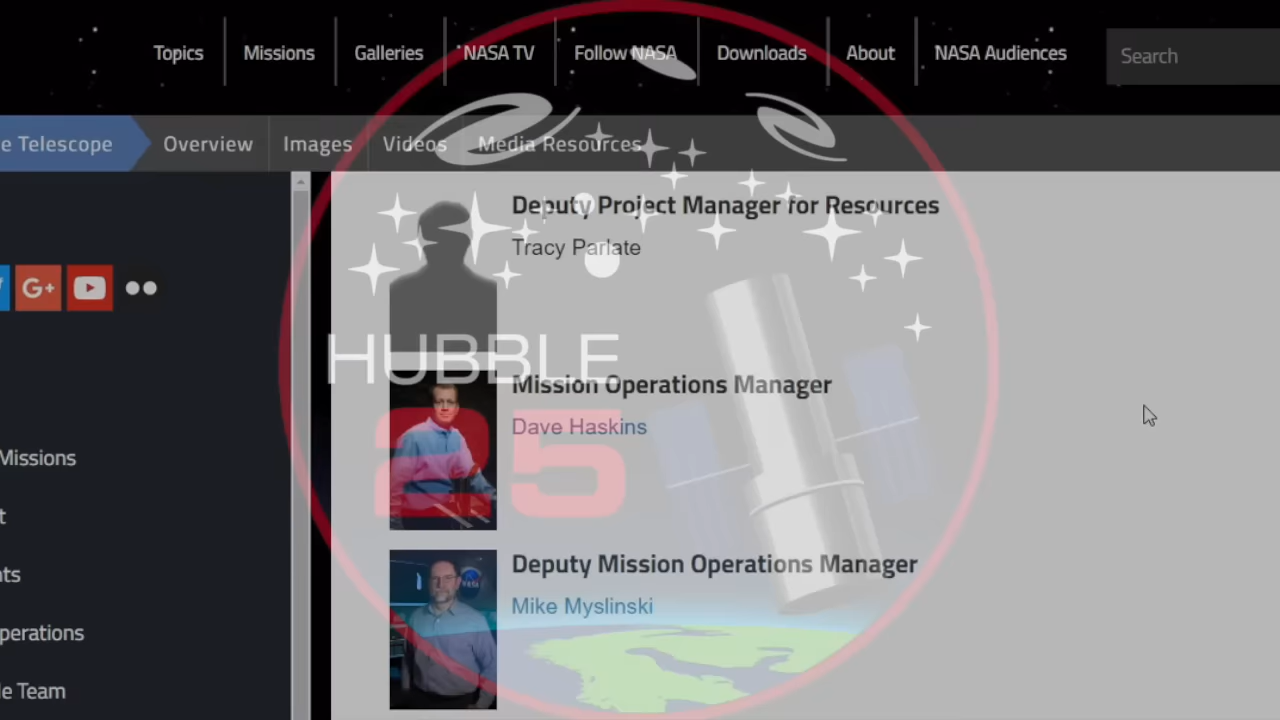 Topics
Missions
Galleries
NASA TV
Follow NASA
Downloads
About
NASA Audiences
Search
e Telescope
Overview
Images
Videos
Media Resources
Deputy Project Manager for Resources
Tracy Parlate
G+
HUBBLE
25
Mission Operations Manager
Dave Haskins
Missions
t
Deputy Mission Operations Manager
Mike Myslinski
nts
perations
le Team